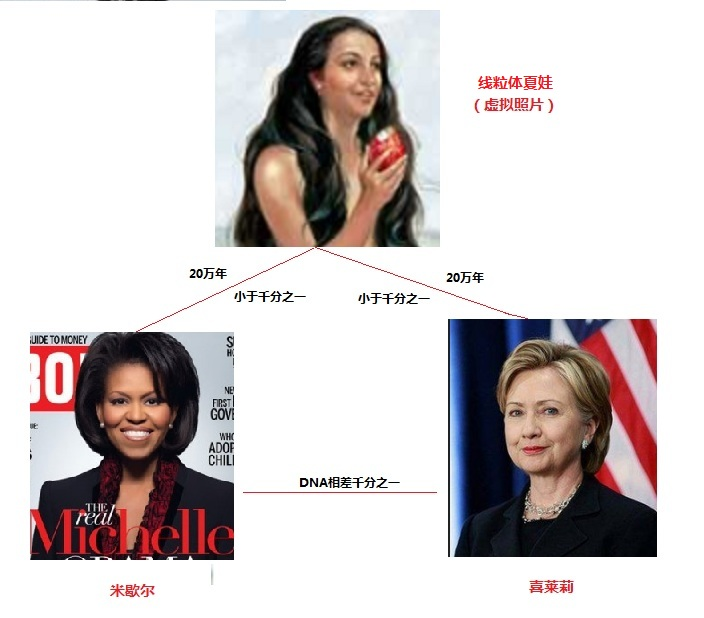 线粒体夏娃
（虚拟照片）
20万年
20万年
小于千分之一
小于千分之一
GUIDE TO MONEY
FIRST
GOVE
WHO
ADOP
CHIL
THE
real
Michelle
OBAMA
DNA相差千分之一
米歇尔
喜莱莉